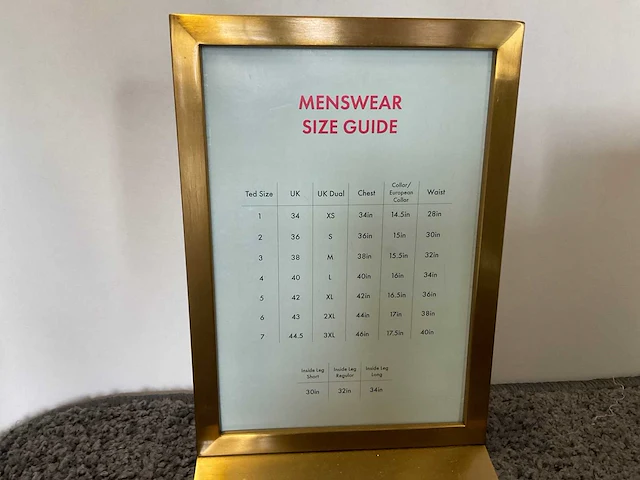 MENSWEAR
SIZE GUIDE
Ted Size UK UK Dual Chest Collar/ European Collar Waist
1 34 XS 34in 14.5in 28in
2 36 S 36in 15in 30in
3 38 M 38in 15.5in 32in
4 40 L 40in 16in 34in
5 42 XL 42in 16.5in 36in
6 43 2XL 44in 17in 38in
7 44.5 3XL 46in 17.5in 40in
Inside Leg Short Inside Leg Regular Inside Leg Long
30in 32in 34in